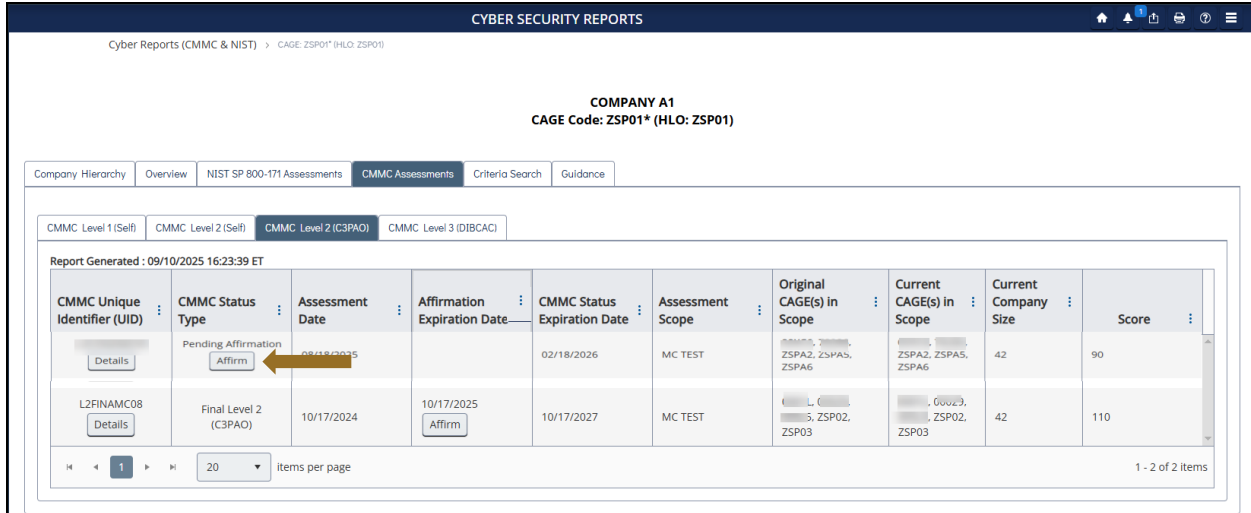 CYBER SECURITY REPORTS
1
Cyber Reports (CMMC & NIST) > CAGE: ZSP01* (HLO: ZSP01)
COMPANY A1
CAGE Code: ZSP01* (HLO: ZSP01)
Company Hierarchy Overview NIST SP 800-171 Assessments CMMC Assessments Criteria Search Guidance
CMMC Level 1 (Self) CMMC Level 2 (Self) CMMC Level 2 (C3PAO) CMMC Level 3 (DIBCAC)
Report Generated : 09/10/2025 16:23:39 ET
CMMC Unique Identifier (UID) CMMC Status Type Assessment Date Affirmation Expiration Date CMMC Status Expiration Date Assessment Scope Original CAGE(s) in Scope Current CAGE(s) in Scope Current Company Size Score
Details Pending Affirmation Affirm 08/18/2025 02/18/2026 MC TEST ZSPA2, ZSPA5, ZSPA6 ZSPA2, ZSPA5, ZSPA6 42 90
L2FINAMC08 Details Final Level 2 (C3PAO) 10/17/2024 10/17/2025 Affirm 10/17/2027 MC TEST ZSP02, ZSP03 ZSP02, ZSP03 42 110
1 20 items per page 1 - 2 of 2 items